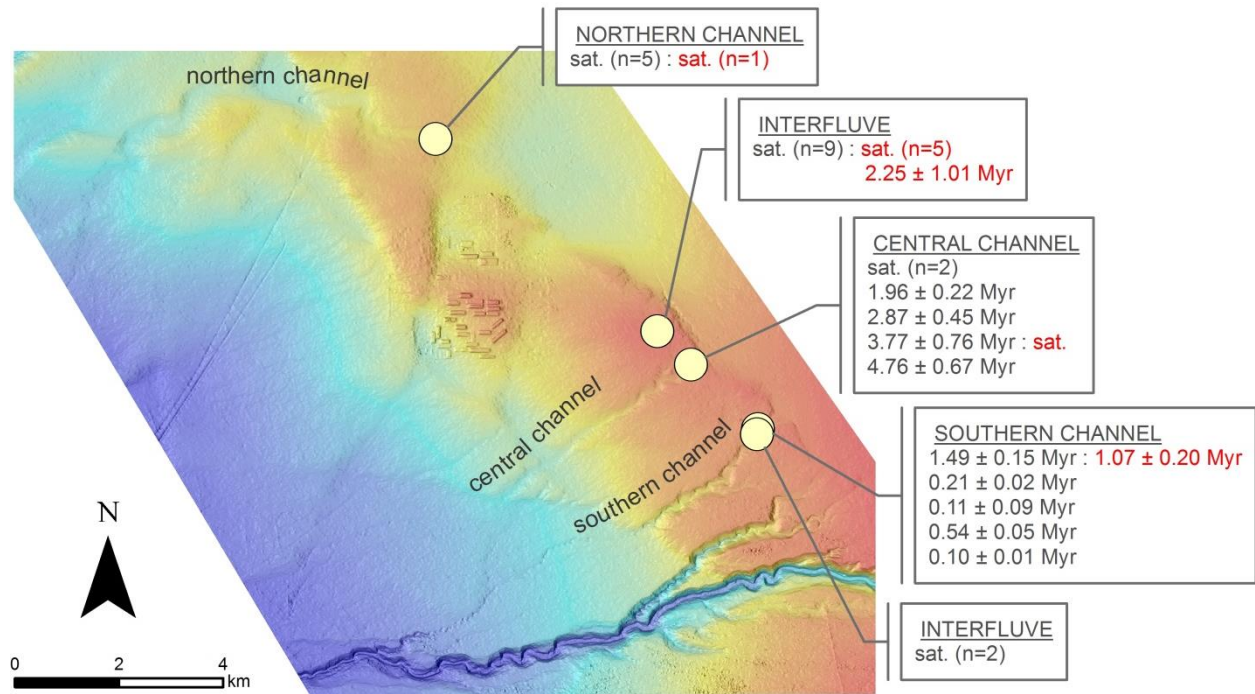 NORTHERN CHANNEL
sat. (n=5) : sat. (n=1)
northern channel
INTERFLUVE
sat. (n=9) : sat. (n=5)
2.25 ± 1.01 Myr
CENTRAL CHANNEL
sat. (n=2)
1.96 ± 0.22 Myr
2.87 ± 0.45 Myr
3.77 ± 0.76 Myr : sat.
4.76 ± 0.67 Myr
central channel
southern channel
SOUTHERN CHANNEL
1.49 ± 0.15 Myr : 1.07 ± 0.20 Myr
0.21 ± 0.02 Myr
0.11 ± 0.09 Myr
0.54 ± 0.05 Myr
0.10 ± 0.01 Myr
INTERFLUVE
sat. (n=2)
N
0 2 4
km